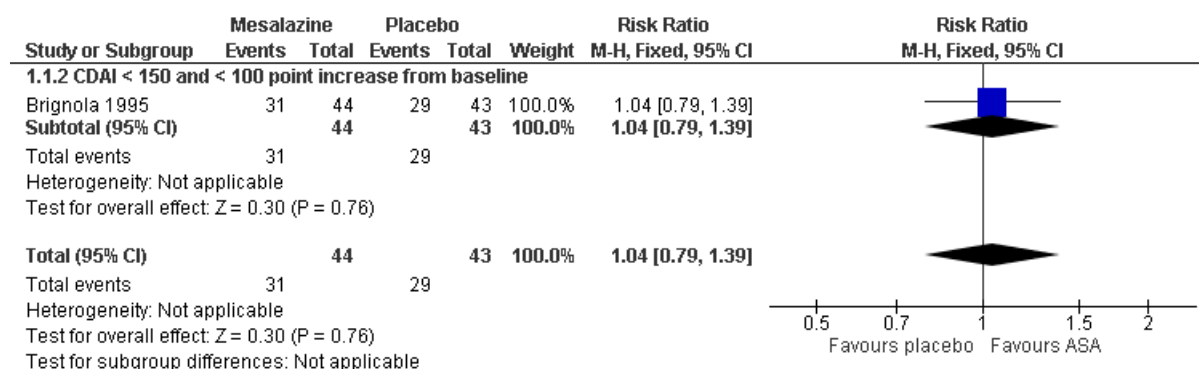 Mesalazine Placebo Risk Ratio Risk Ratio
Study or Subgroup Events Total Events Total Weight M-H, Fixed, 95% CI M-H, Fixed, 95% CI
1.1.2 CDAI < 150 and < 100 point increase from baseline
Brignola 1995 31 44 29 43 100.0% 1.04 [0.79, 1.39]
Subtotal (95% CI) 44 43 100.0% 1.04 [0.79, 1.39]
Total events 31 29
Heterogeneity: Not applicable
Test for overall effect: Z = 0.30 (P = 0.76)
Total (95% CI) 44 43 100.0% 1.04 [0.79, 1.39]
Total events 31 29
Heterogeneity: Not applicable
Test for overall effect: Z = 0.30 (P = 0.76)
Test for subgroup differences: Not applicable
0.5 0.7 1 1.5 2
Favours placebo Favours ASA